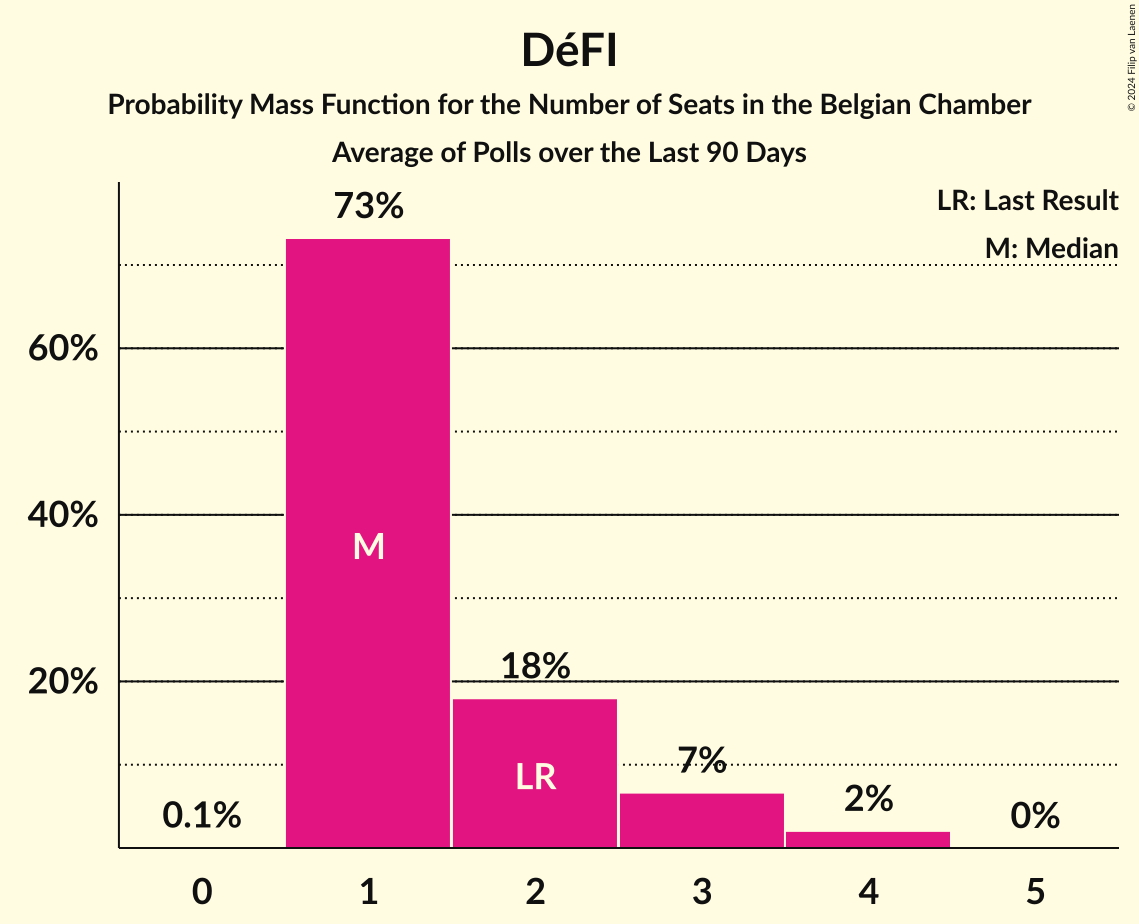 DéFI
Probability Mass Function for the Number of Seats in the Belgian Chamber
Average of Polls over the Last 90 Days
© 2024 Filip van Laenen
LR: Last Result
M: Median
73%
60%
40%
M
20%
18%
LR
7%
2%
0.1%
0%
0 1 2 3 4 5